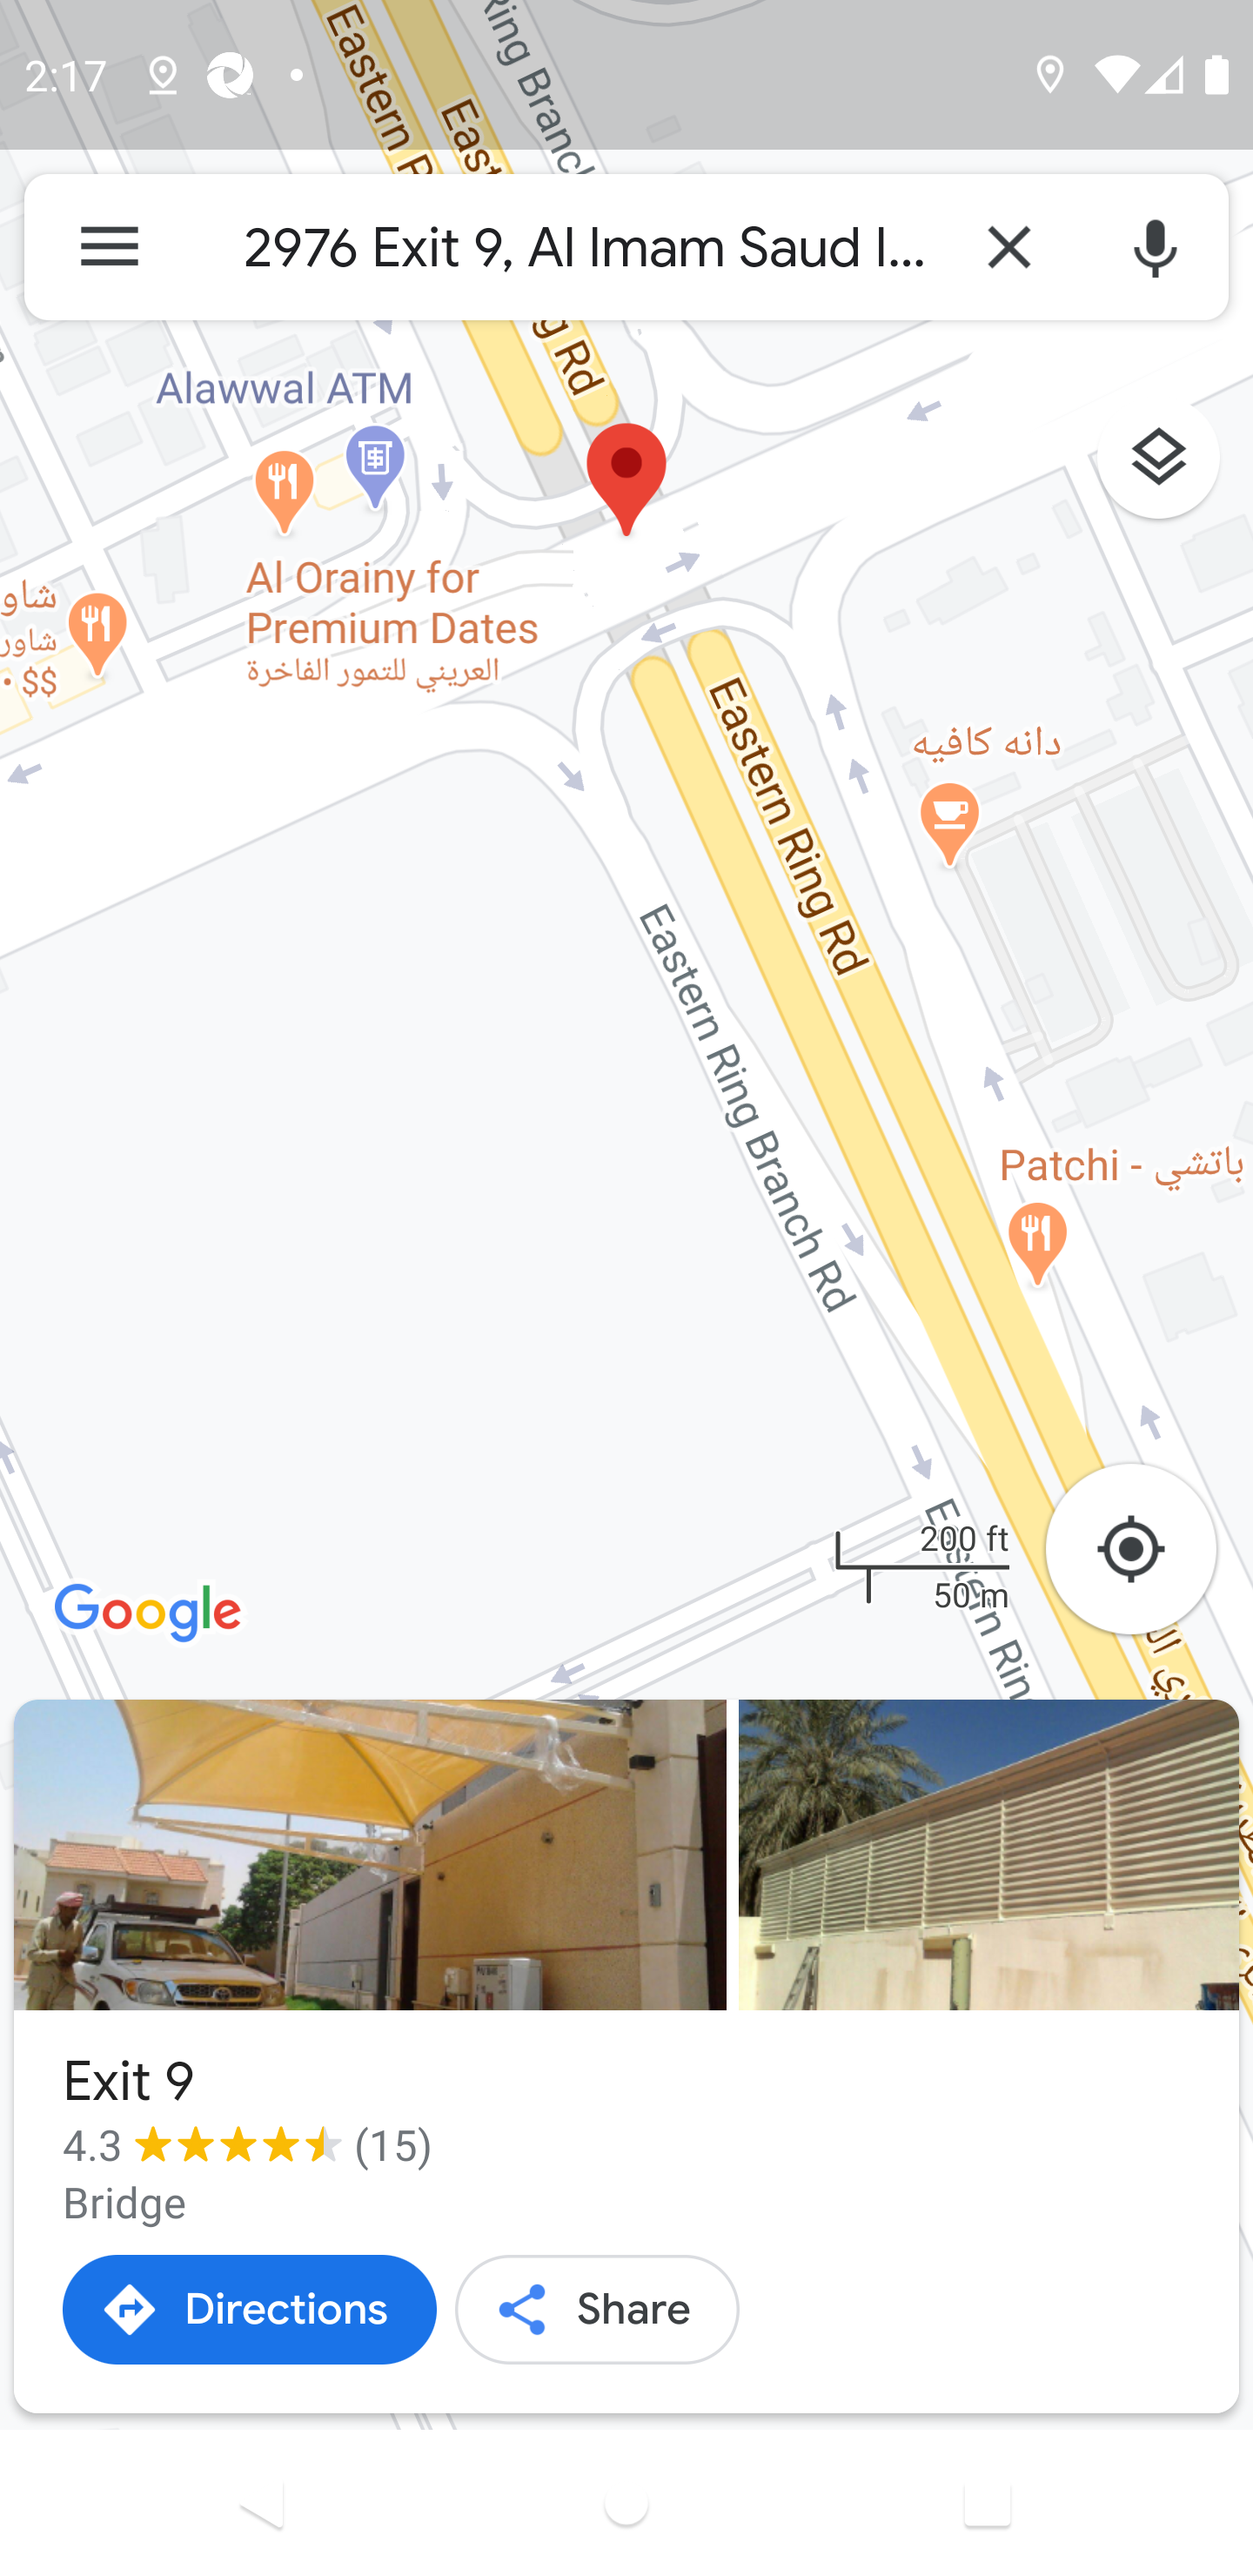 2:17
Eastern R
East
Ring Branch
2976 Exit 9, Al Imam Saud I...
g Rd
Alawwal ATM
Al Orainy for
Premium Dates
العريني للتمور الفاخرة
شاو
شاور
• $$
دانه كافيه
Eastern Ring Rd
Eastern Ring Branch Rd
Patchi - باتشي
Eastern Ring
200 ft
50 m
Google
Exit 9
4.3 (15)
Bridge
Directions
Share